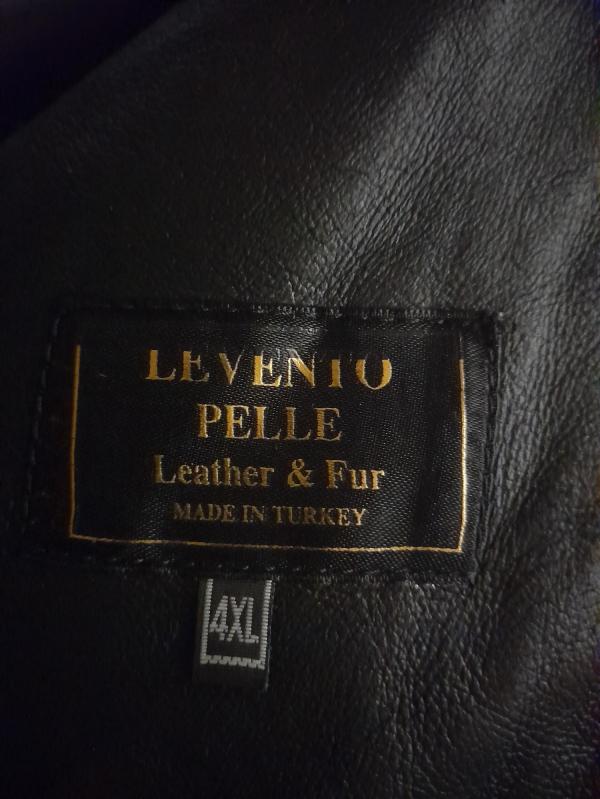 LEVENTO
PELLE
Leather & Fur
MADE IN TURKEY
4XL